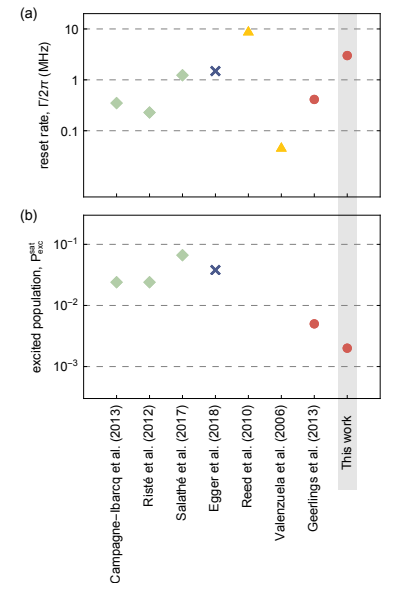 (a)
10
1
0.1
reset rate, Γ/2π (MHz)
(b)
10⁻¹
10⁻²
10⁻³
excited population, P_exc^sat
Campagne–Ibarcq et al. (2013)
Risté et al. (2012)
Salathé et al. (2017)
Egger et al. (2018)
Reed et al. (2010)
Valenzuela et al. (2006)
Geerlings et al. (2013)
This work